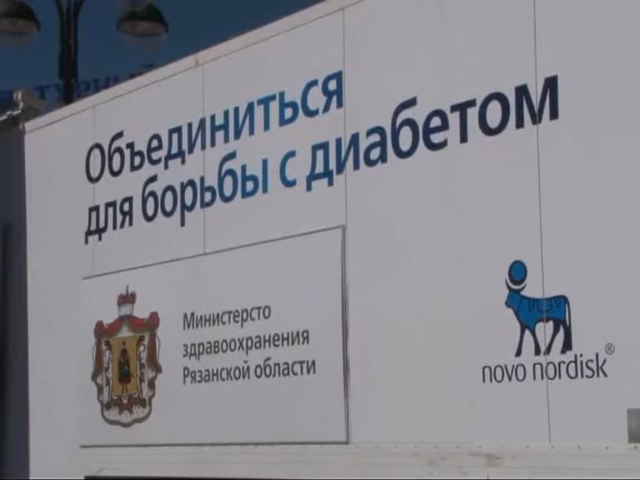 Объединиться
для борьбы с диабетом
Министерсто
здравоохранения
Рязанской области
novo nordisk®